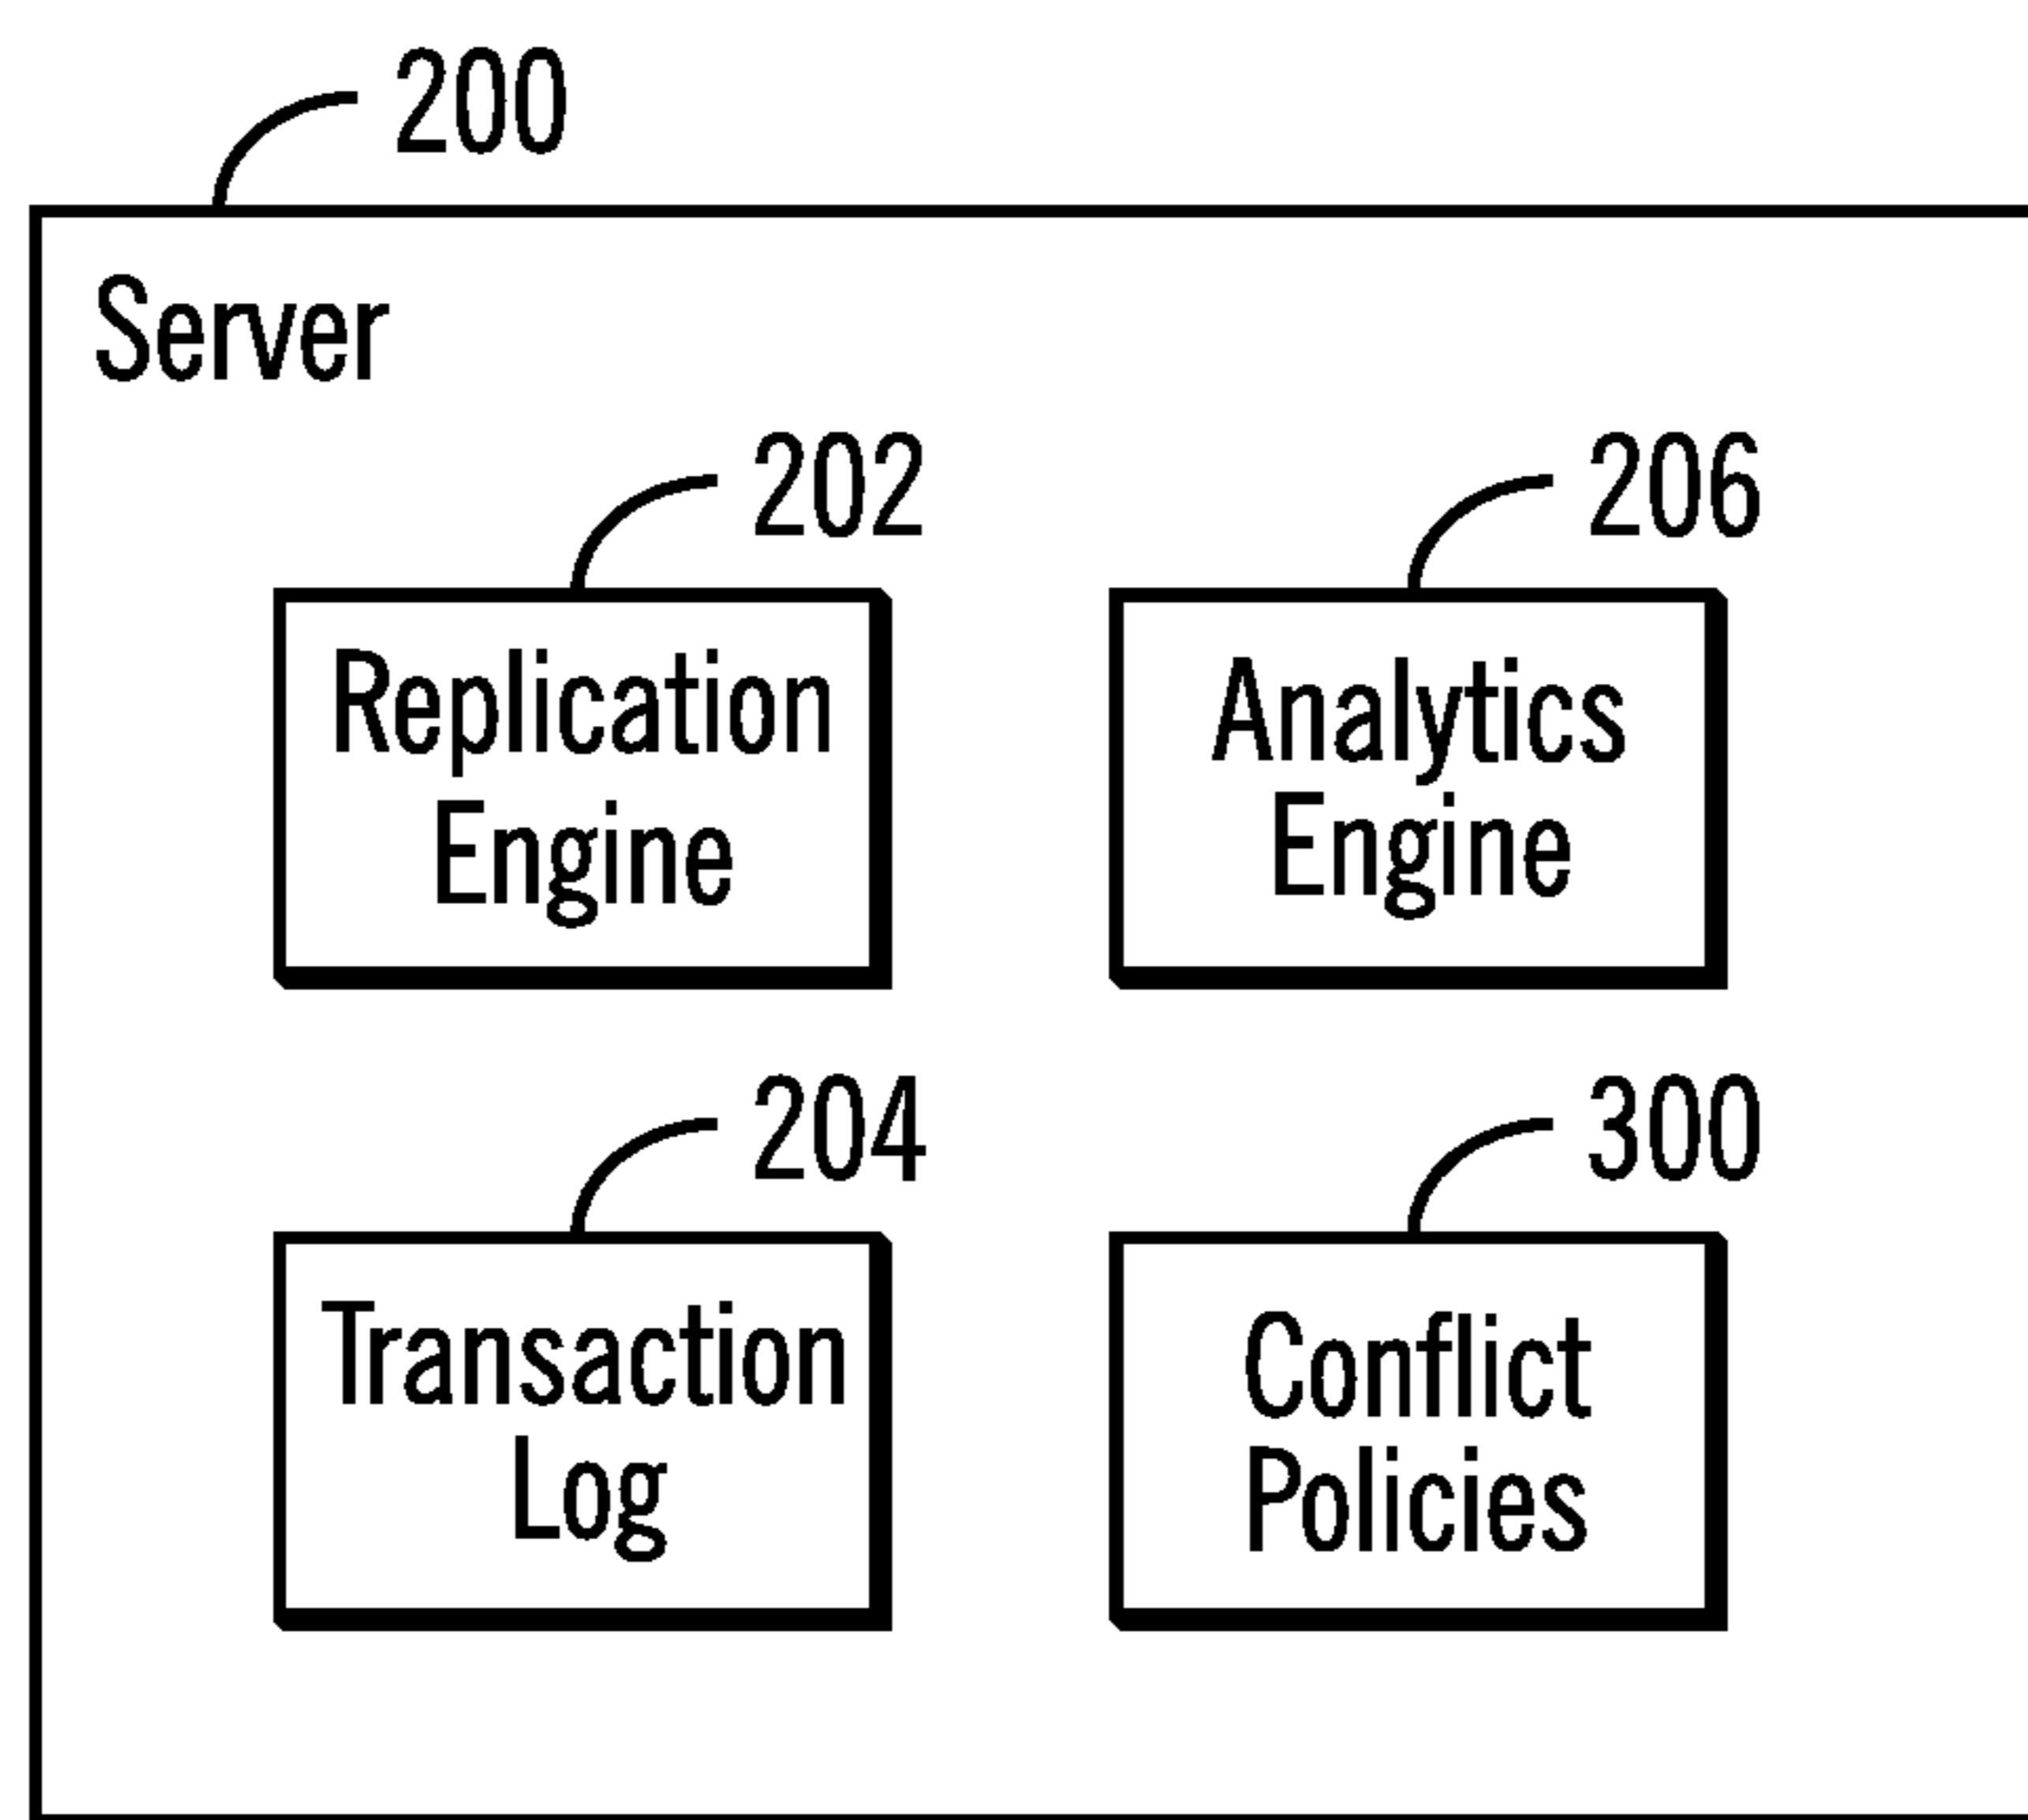 200
Server
202
206
Replication
Engine
Analytics
Engine
204
300
Transaction
Log
Conflict
Policies